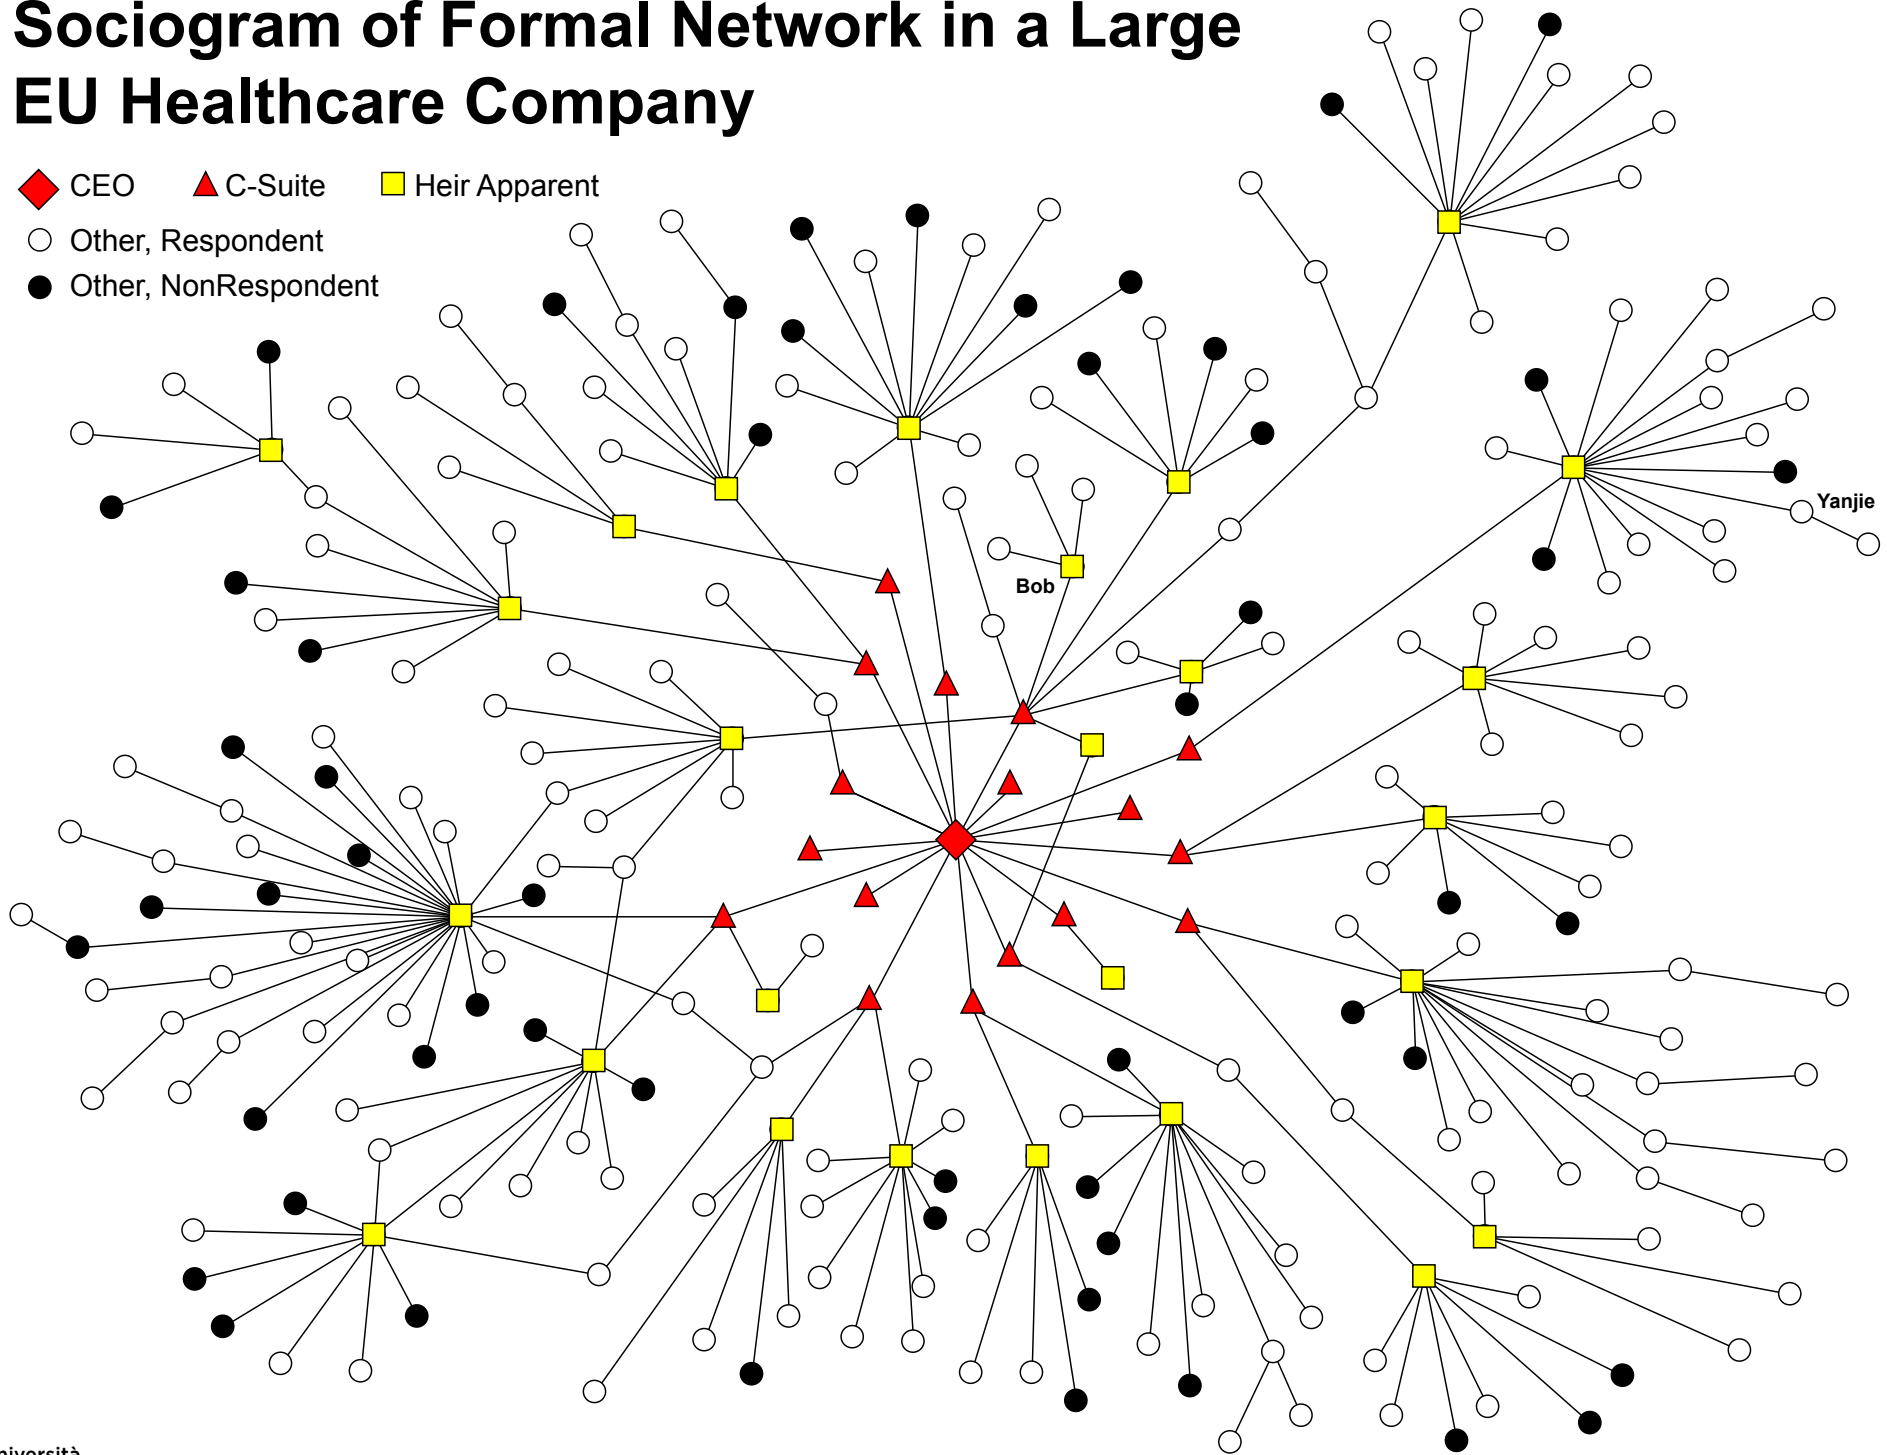 Sociogram of Formal Network in a Large
EU Healthcare Company
CEO
C-Suite
Heir Apparent
Other, Respondent
Other, NonRespondent
Yanjie
Bob